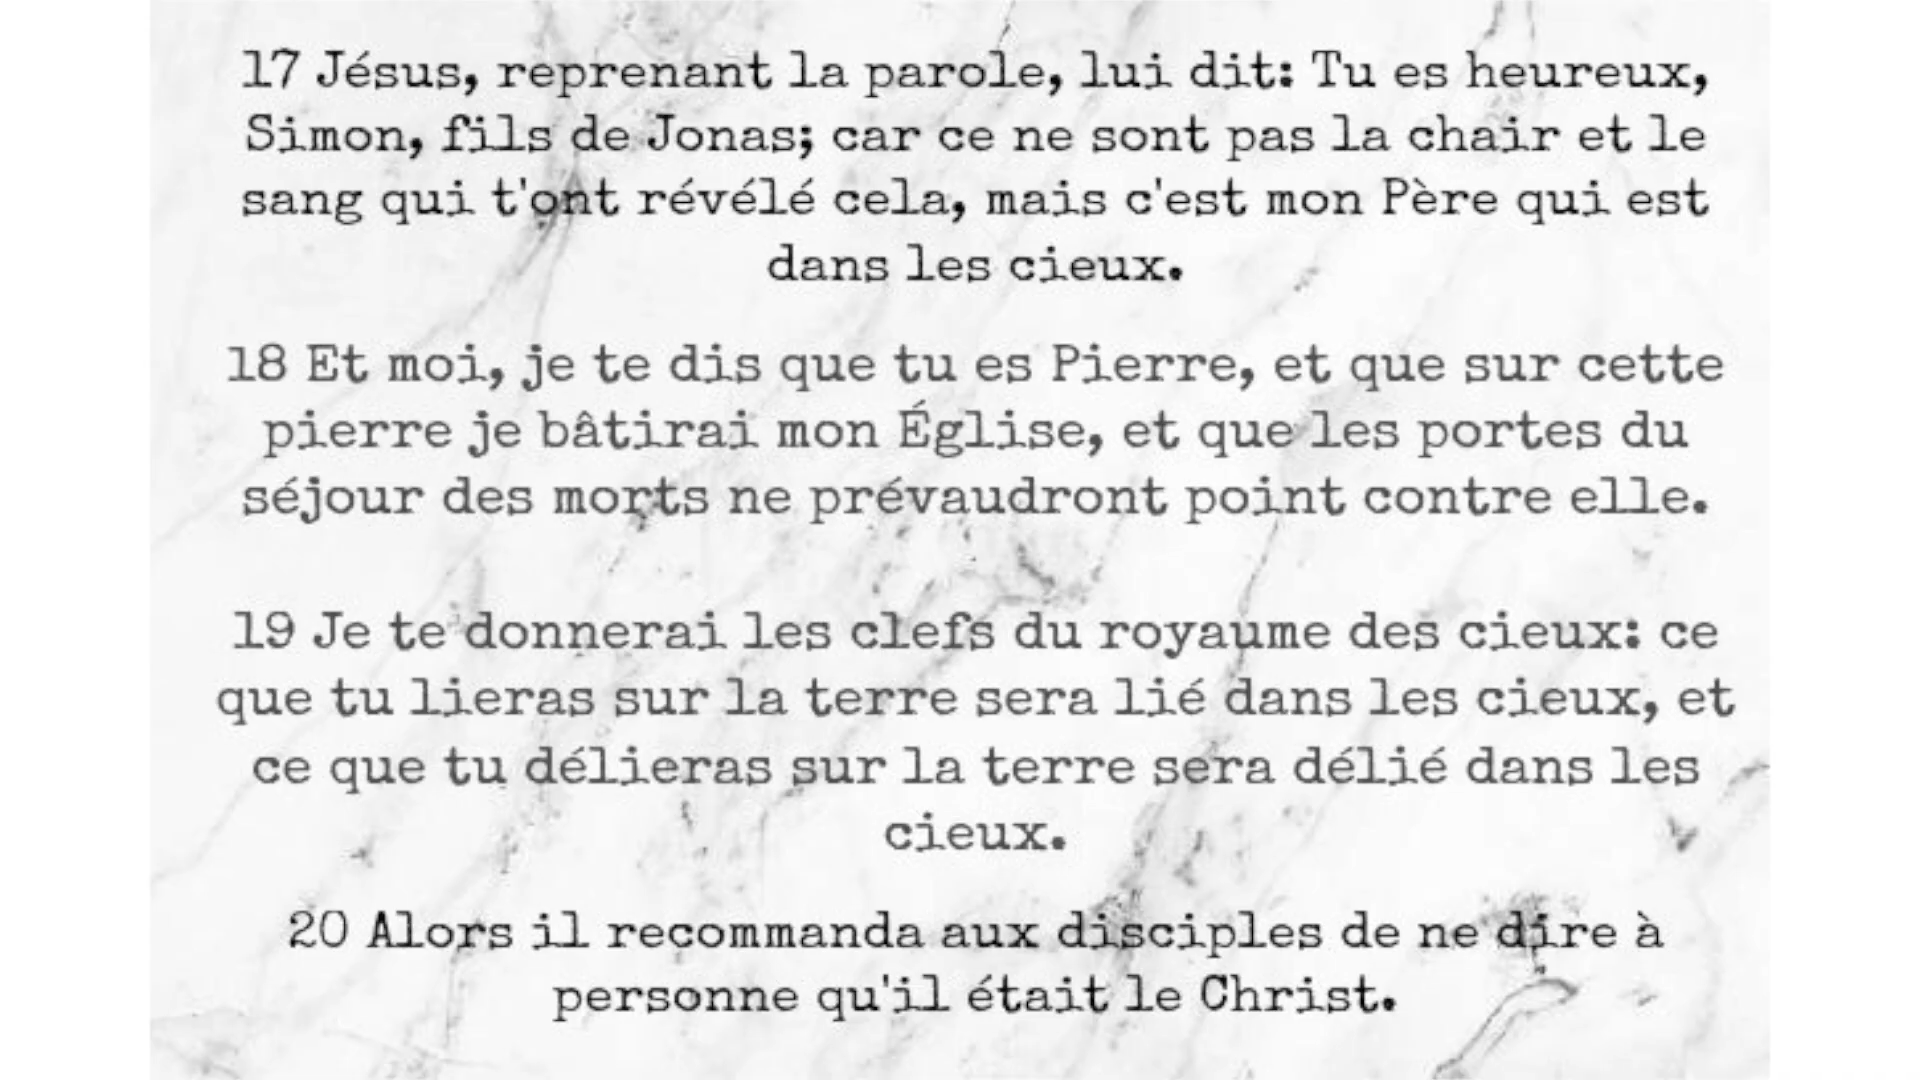 17 Jésus, reprenant la parole, lui dit: Tu es heureux,
Simon, fils de Jonas; car ce ne sont pas la chair et le
sang qui t'ont révélé cela, mais c'est mon Père qui est
dans les cieux.
18 Et moi, je te dis que tu es Pierre, et que sur cette
pierre je bâtirai mon Église, et que les portes du
séjour des morts ne prévaudront point contre elle.
19 Je te donnerai les clefs du royaume des cieux: ce
que tu lieras sur la terre sera lié dans les cieux, et
ce que tu délieras sur la terre sera délié dans les
cieux.
20 Alors il recommanda aux disciples de ne dire à
personne qu'il était le Christ.